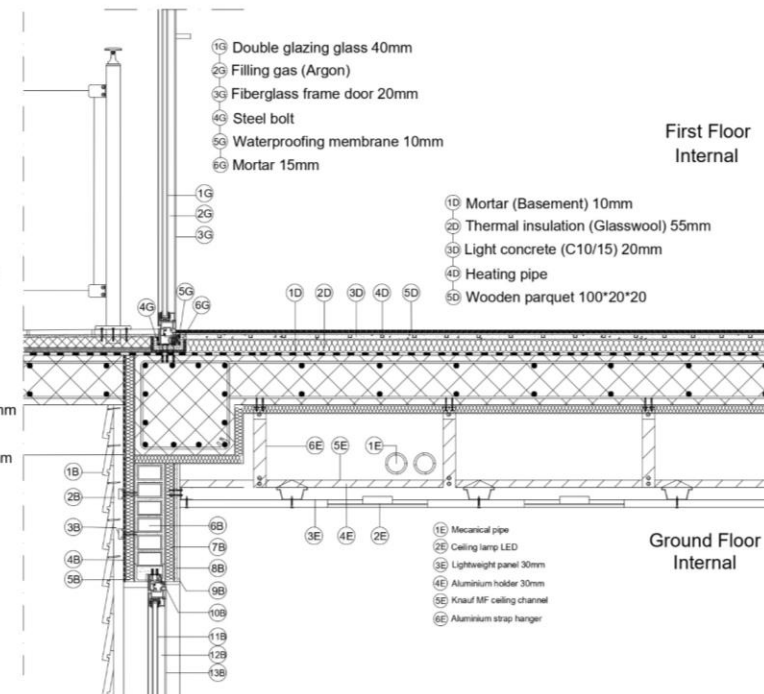 1G Double glazing glass 40mm
2G Filling gas (Argon)
3G Fiberglass frame door 20mm
4G Steel bolt
5G Waterproofing membrane 10mm
6G Mortar 15mm
First Floor
Internal
1D Mortar (Basement) 10mm
2D Thermal insulation (Glasswool) 55mm
3D Light concrete (C10/15) 20mm
4D Heating pipe
5D Wooden parquet 100*20*20
1G
2G
3G
4G 5G 6G
1D 2D 3D 4D 5D
6E 5E 1E
1B
2B
3B
4B
5B
6B
7B
8B
9B
10B
11B
12B
13B
3E 4E 2E
1E Mecanical pipe
2E Ceiling lamp LED
3E Lightweight panel 30mm
4E Aluminium holder 30mm
5E Knauf MF ceiling channel
6E Aluminium strap hanger
Ground Floor
Internal